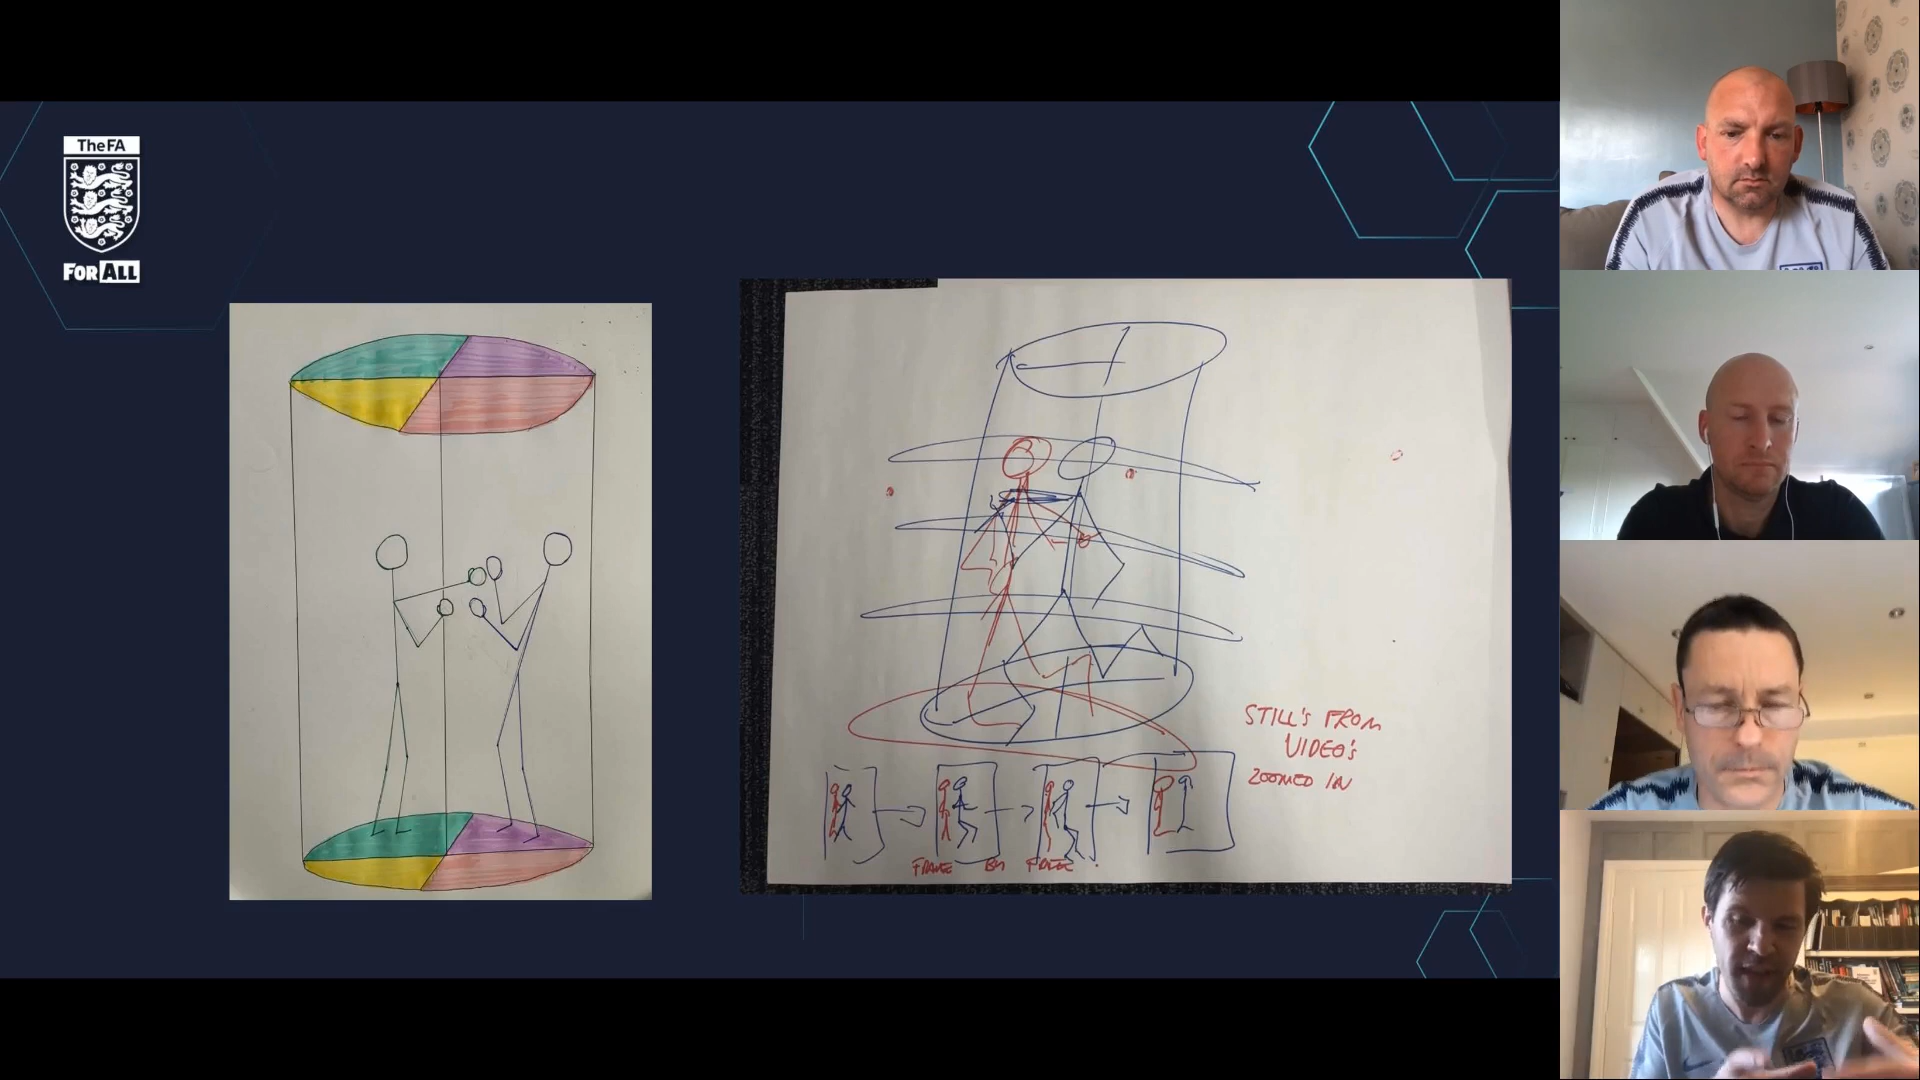 The FA
FOR ALL
STILL'S FROM
VIDEO'S
ZOOMED IN
FRAME BY FRAME